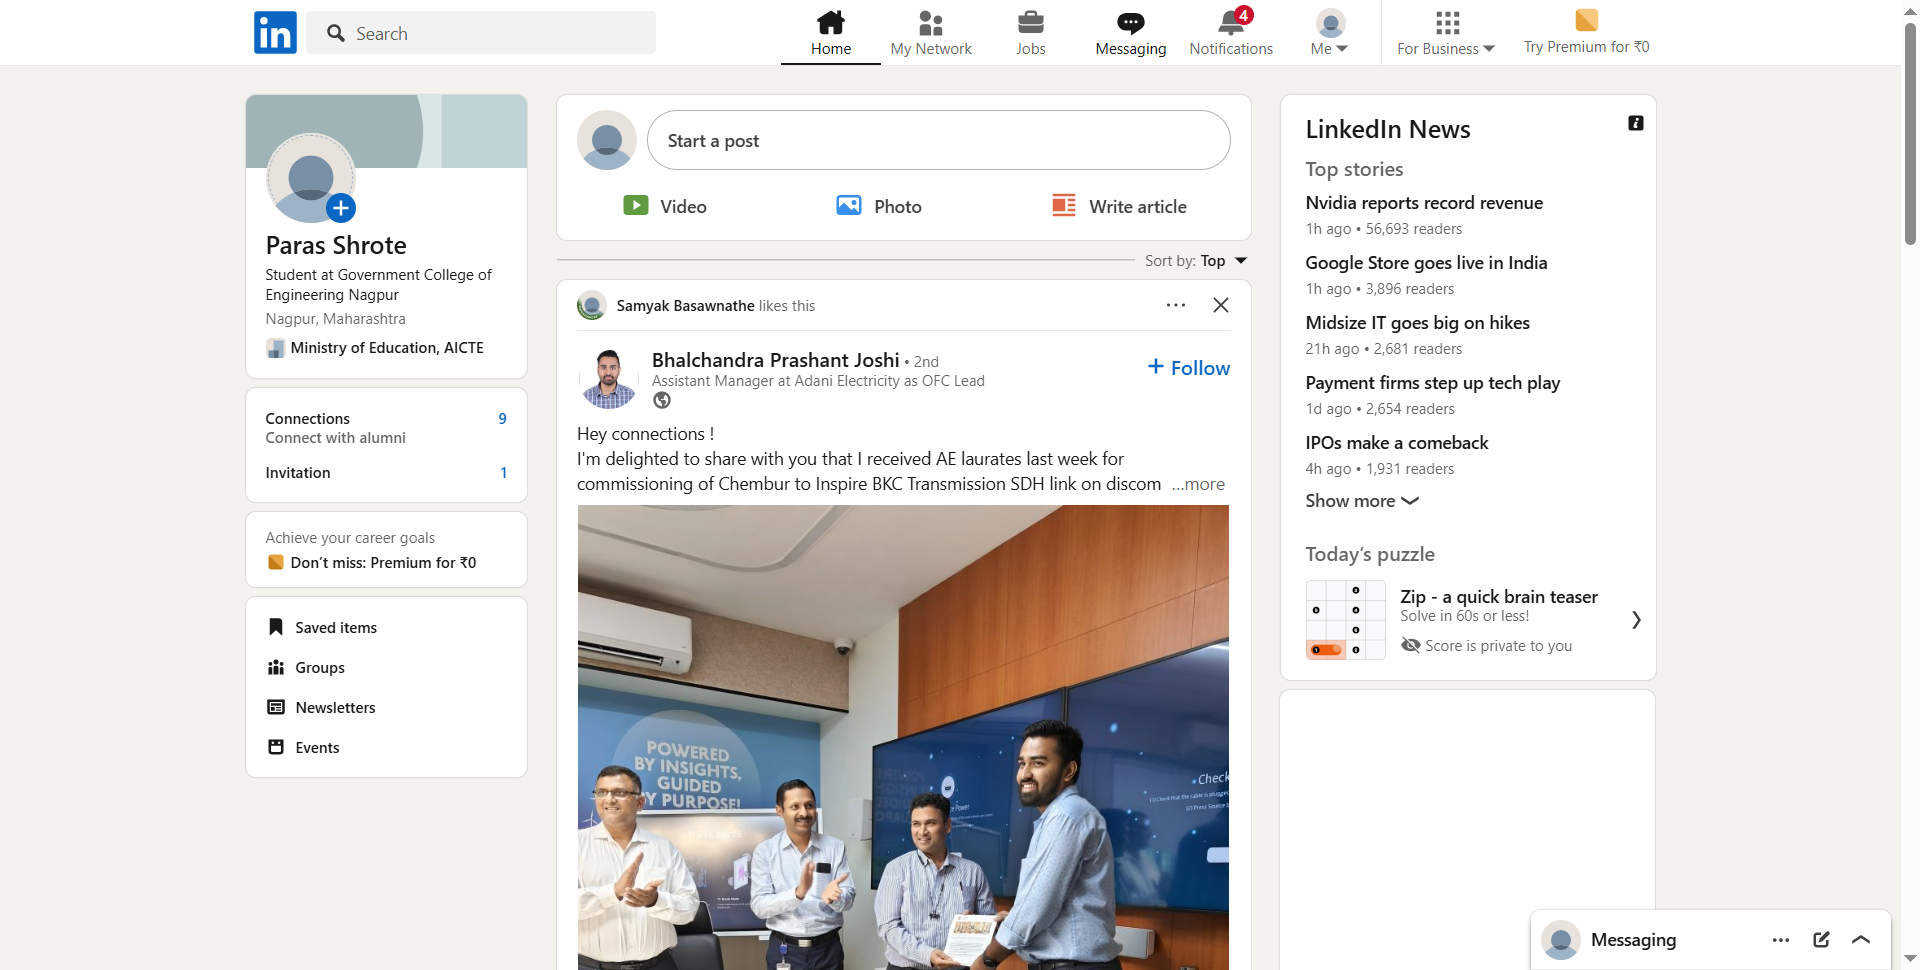 in
Search
Home
My Network
Jobs
Messaging
4
Notifications
Me
For Business
Try Premium for ₹0
Paras Shrote
Student at Government College of
Engineering Nagpur
Nagpur, Maharashtra
Ministry of Education, AICTE
Connections 9
Connect with alumni
Invitation 1
Achieve your career goals
Don’t miss: Premium for ₹0
Saved items
Groups
Newsletters
Events
Start a post
Video
Photo
Write article
Sort by: Top
Samyak Basawnathe likes this
Bhalchandra Prashant Joshi • 2nd
Assistant Manager at Adani Electricity as OFC Lead
+ Follow
Hey connections !
I'm delighted to share with you that I received AE laurates last week for
commissioning of Chembur to Inspire BKC Transmission SDH link on discom ...more
POWERED
BY INSIGHTS,
GUIDED
BY PURPOSE!
Power
Check
LinkedIn News
Top stories
Nvidia reports record revenue
1h ago • 56,693 readers
Google Store goes live in India
1h ago • 3,896 readers
Midsize IT goes big on hikes
21h ago • 2,681 readers
Payment firms step up tech play
1d ago • 2,654 readers
IPOs make a comeback
4h ago • 1,931 readers
Show more
Today’s puzzle
Zip - a quick brain teaser
Solve in 60s or less!
Score is private to you
Messaging